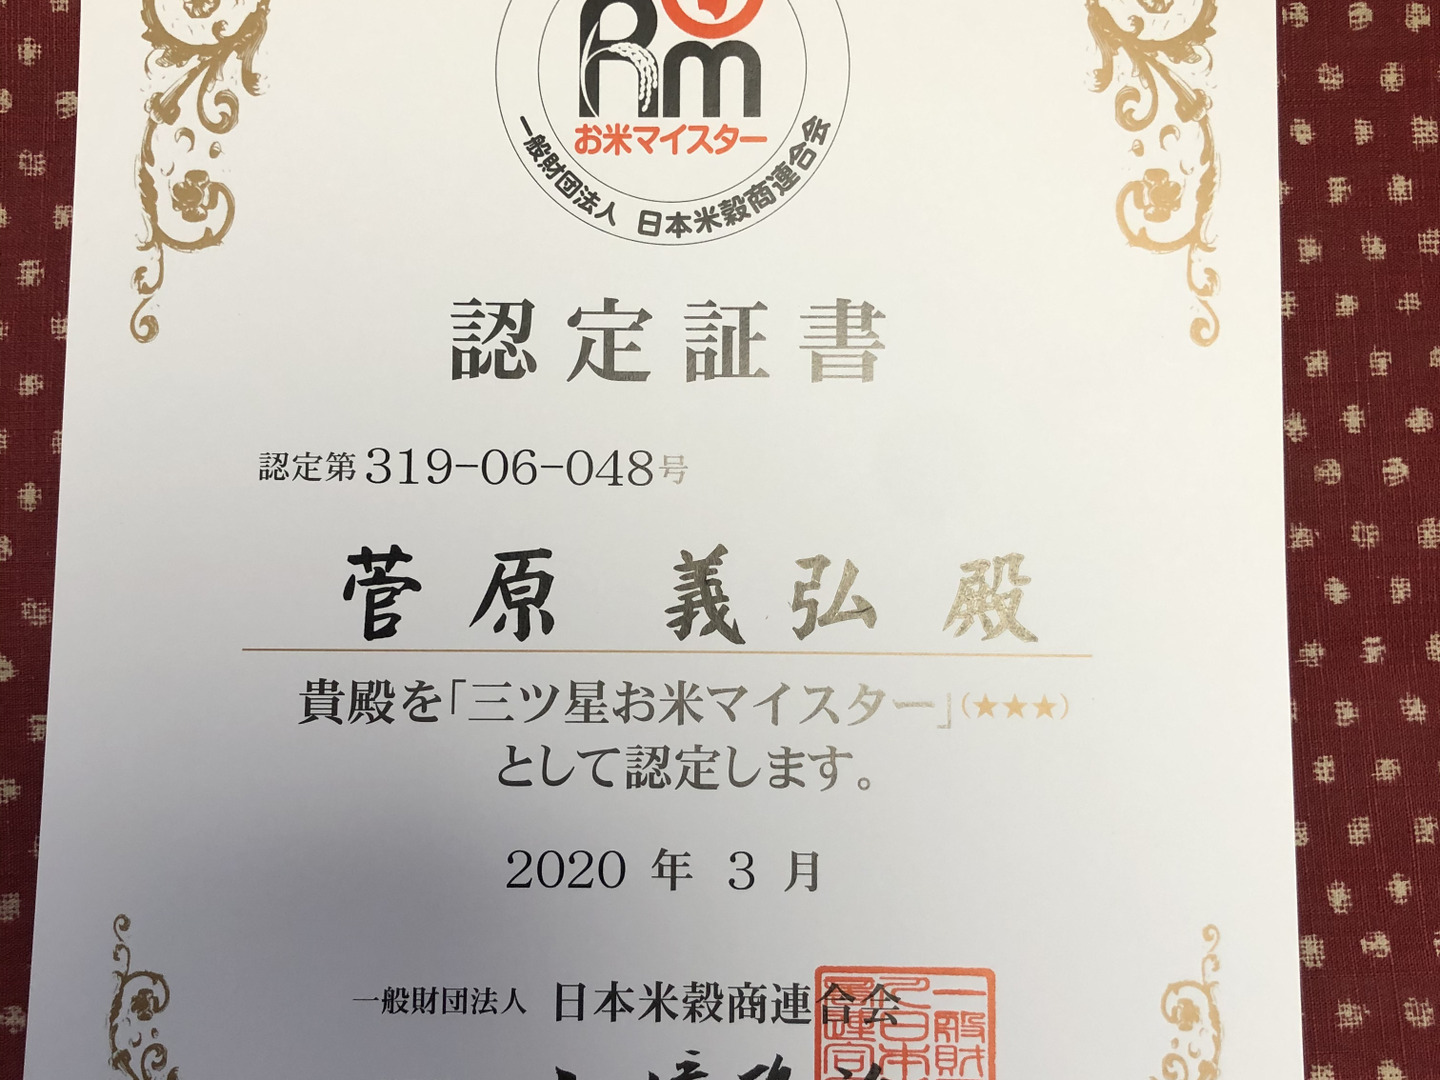 Rm
お米マイスター
一般財団法人 日本米穀商連合会
認定証書
認定第319-06-048号
菅原 義弘 殿
貴殿を「三ツ星お米マイスター」(★★★)
として認定します。
2020 年 3 月
一般財団法人 日本米穀商連合会